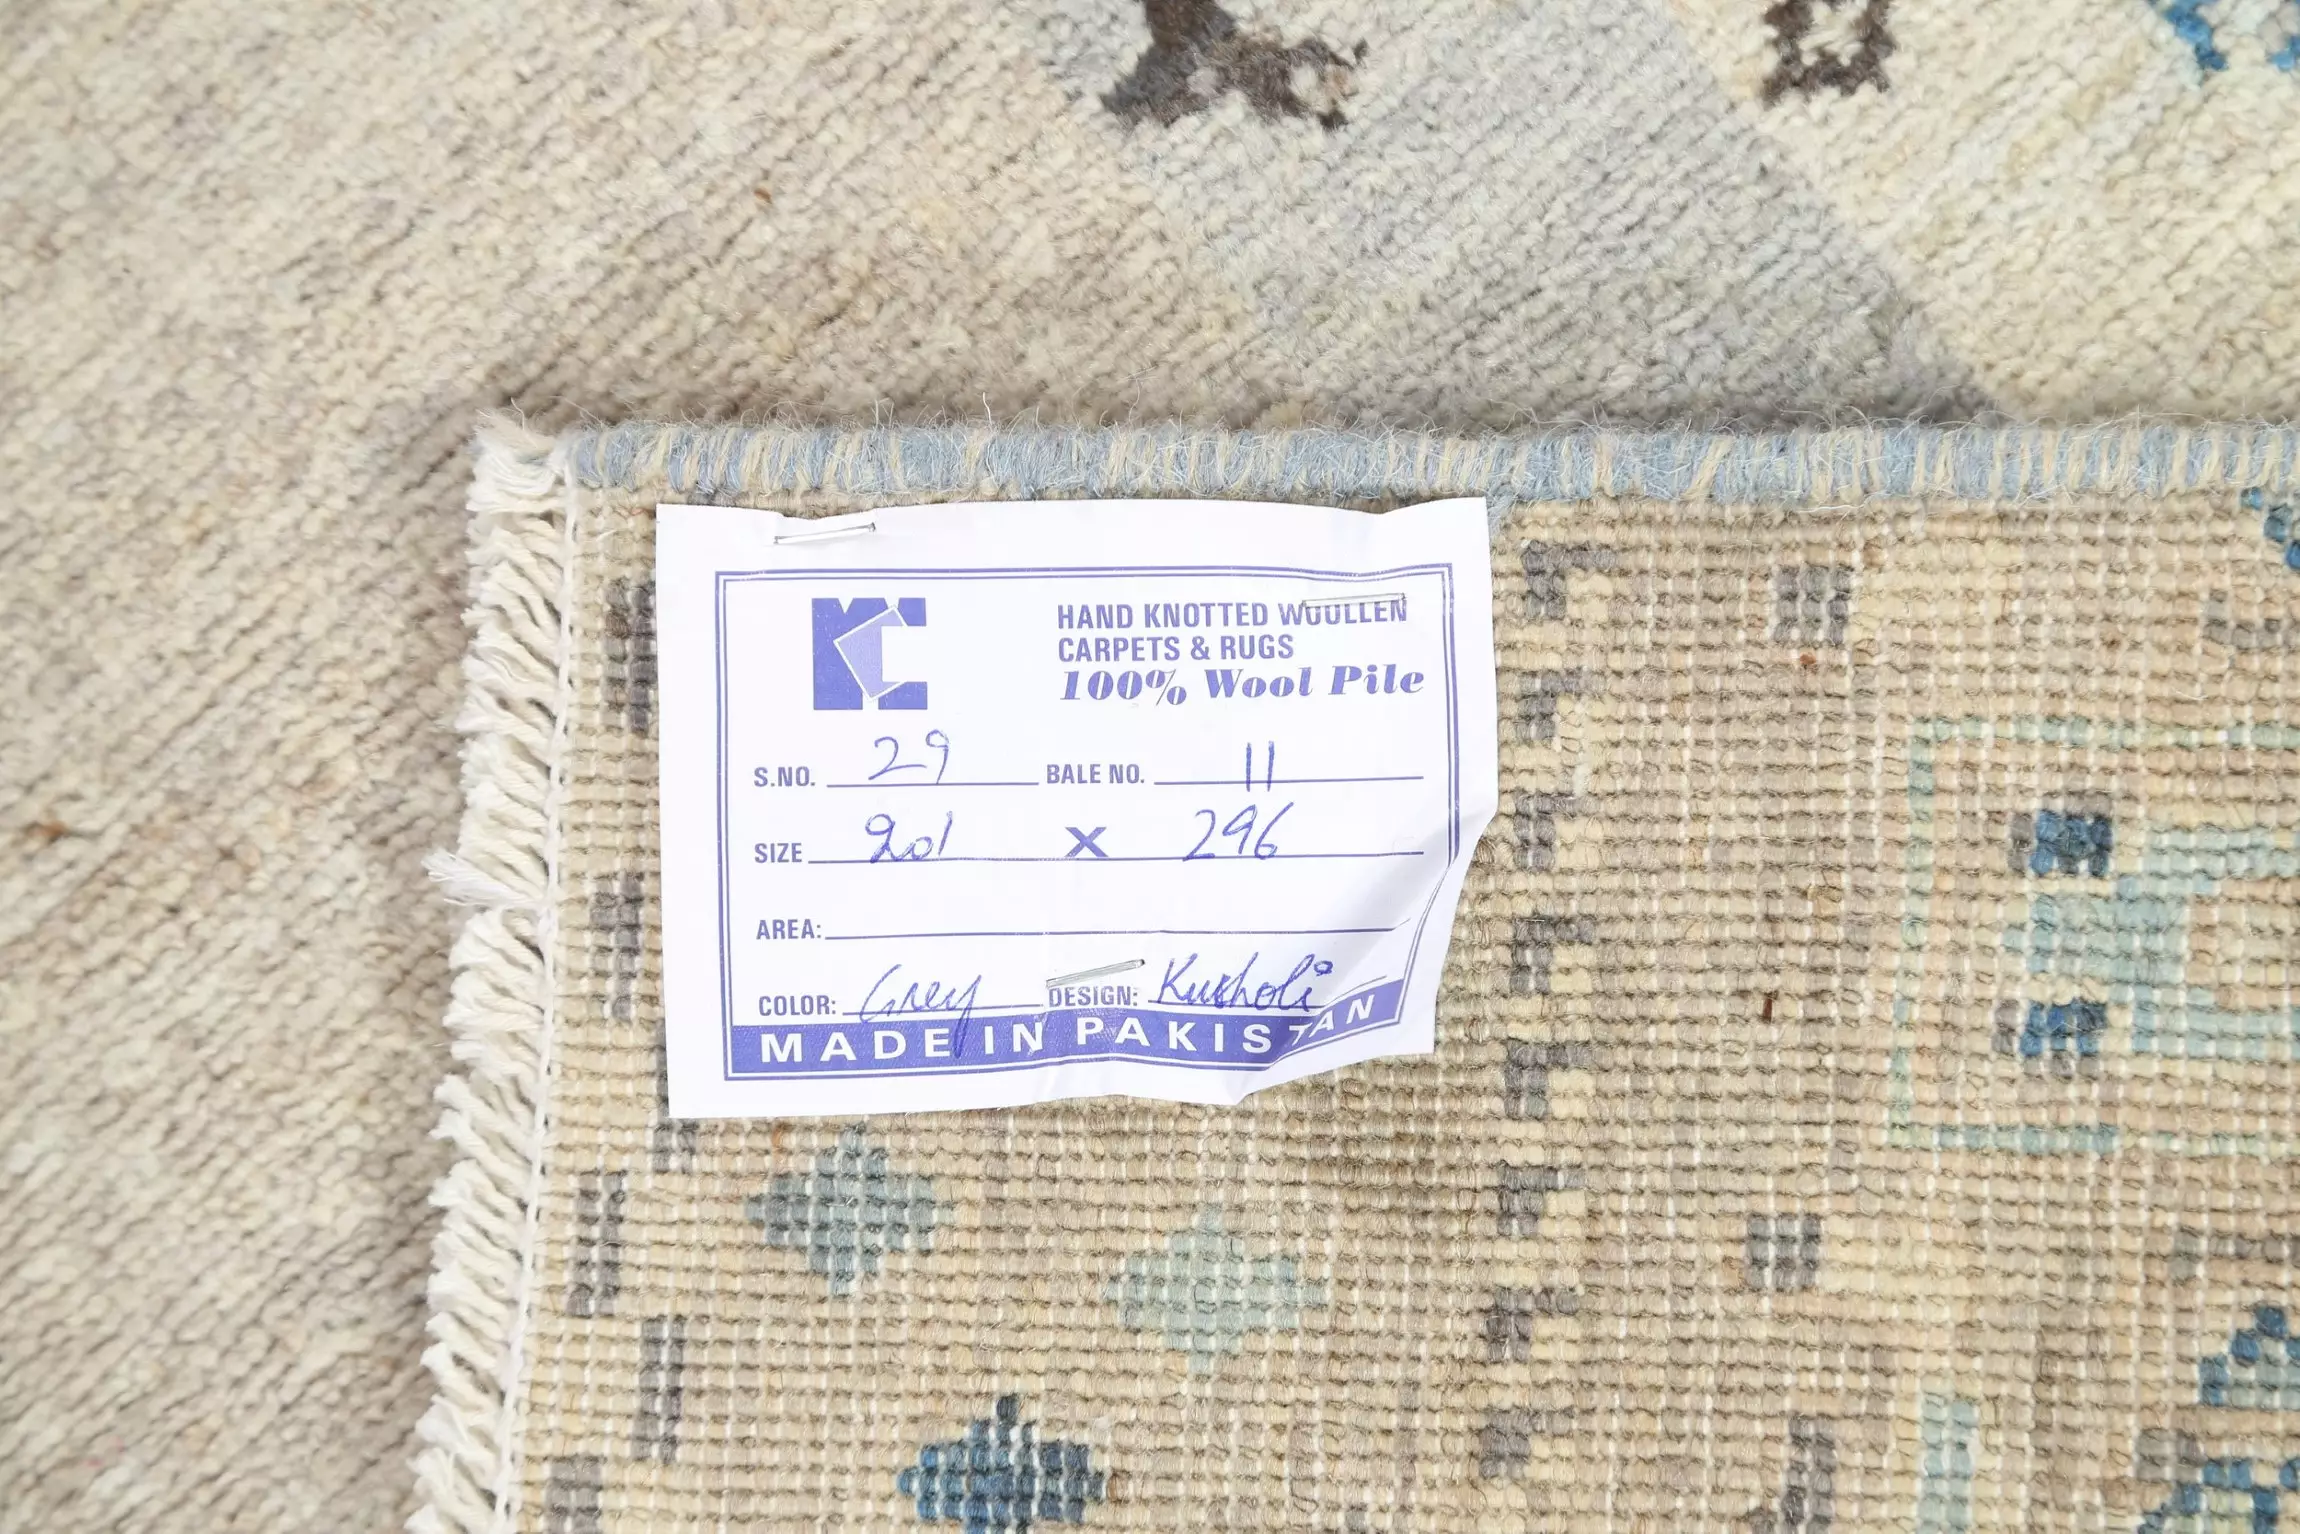 KC
HAND KNOTTED WOOLLEN
CARPETS & RUGS
100% Wool Pile
S.NO. 29 BALE NO. 11
SIZE 201 X 296
AREA:
COLOR: Grey DESIGN:
MADE IN PAKISTAN